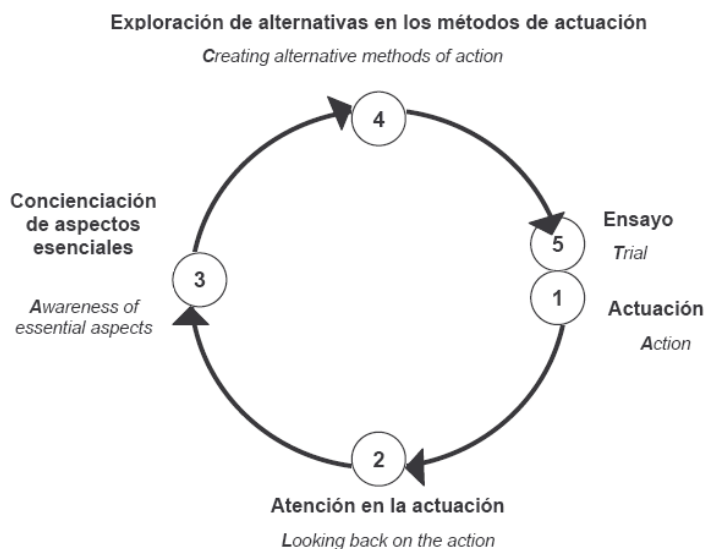 Exploración de alternativas en los métodos de actuación
Creating alternative methods of action
4
Concienciación
de aspectos
esenciales
3
Awareness of
essential aspects
5
Ensayo
Trial
1
Actuación
Action
2
Atención en la actuación
Looking back on the action